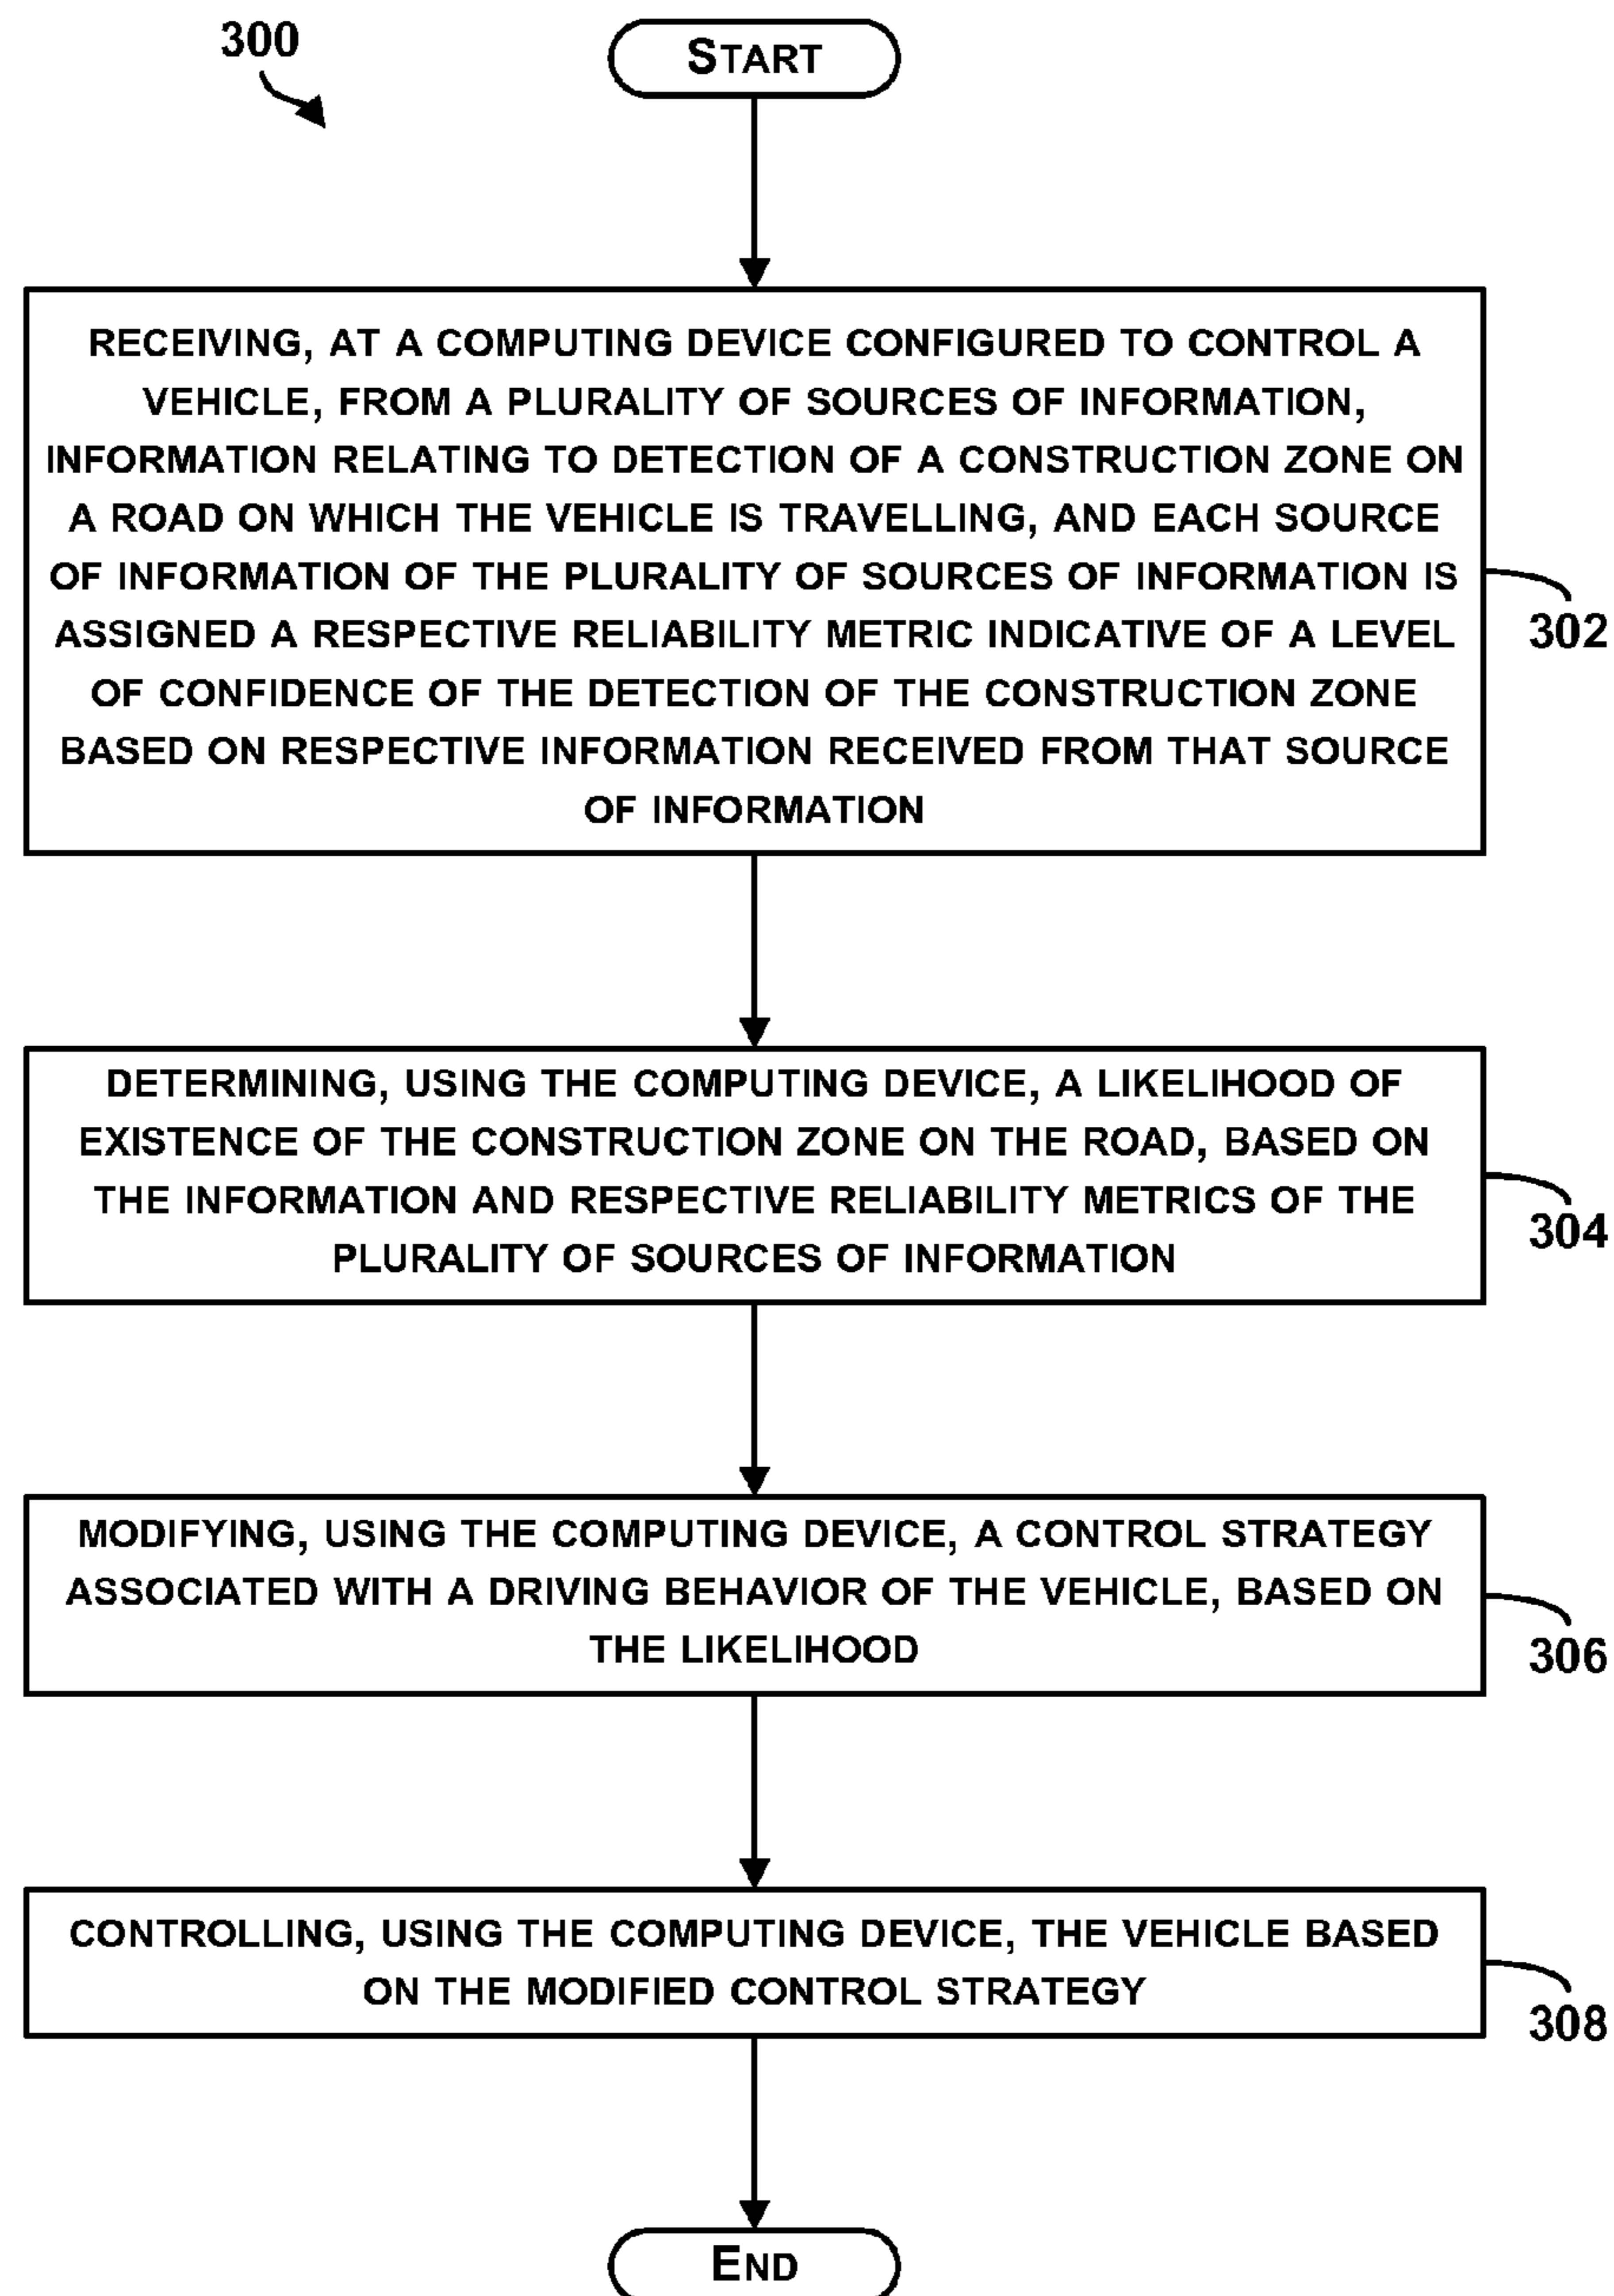 300
START
RECEIVING, AT A COMPUTING DEVICE CONFIGURED TO CONTROL A
VEHICLE, FROM A PLURALITY OF SOURCES OF INFORMATION,
INFORMATION RELATING TO DETECTION OF A CONSTRUCTION ZONE ON
A ROAD ON WHICH THE VEHICLE IS TRAVELLING, AND EACH SOURCE
OF INFORMATION OF THE PLURALITY OF SOURCES OF INFORMATION IS
ASSIGNED A RESPECTIVE RELIABILITY METRIC INDICATIVE OF A LEVEL
OF CONFIDENCE OF THE DETECTION OF THE CONSTRUCTION ZONE
BASED ON RESPECTIVE INFORMATION RECEIVED FROM THAT SOURCE
OF INFORMATION
302
DETERMINING, USING THE COMPUTING DEVICE, A LIKELIHOOD OF
EXISTENCE OF THE CONSTRUCTION ZONE ON THE ROAD, BASED ON
THE INFORMATION AND RESPECTIVE RELIABILITY METRICS OF THE
PLURALITY OF SOURCES OF INFORMATION
304
MODIFYING, USING THE COMPUTING DEVICE, A CONTROL STRATEGY
ASSOCIATED WITH A DRIVING BEHAVIOR OF THE VEHICLE, BASED ON
THE LIKELIHOOD
306
CONTROLLING, USING THE COMPUTING DEVICE, THE VEHICLE BASED
ON THE MODIFIED CONTROL STRATEGY
308
END